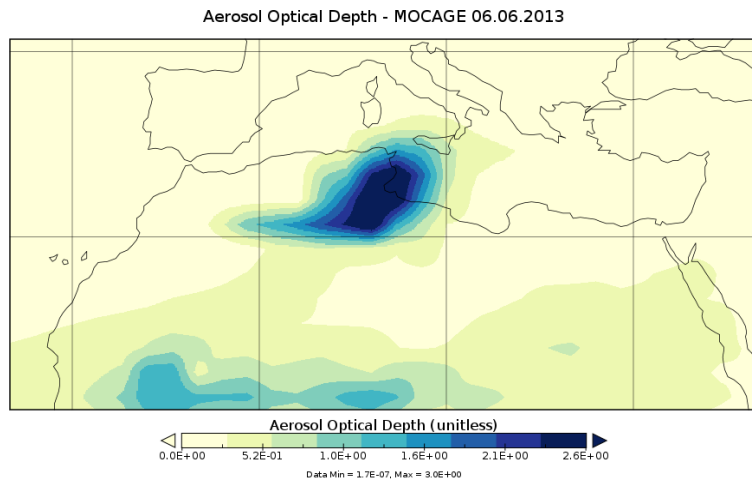 Aerosol Optical Depth - MOCAGE 06.06.2013
Aerosol Optical Depth (unitless)
0.0E+00 5.2E-01 1.0E+00 1.6E+00 2.1E+00 2.6E+00
Data Min = 1.7E-07, Max = 3.0E+00